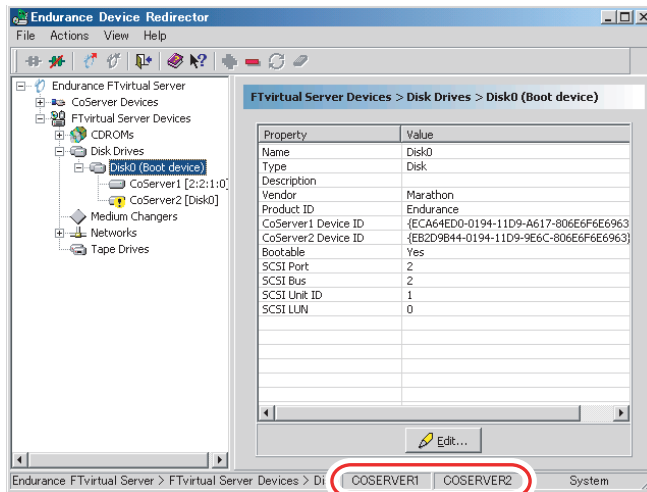 Endurance Device Redirector
File Actions View Help
Endurance FTvirtual Server
CoServer Devices
FTvirtual Server Devices
CDROMs
Disk Drives
Disk0 (Boot device)
CoServer1 [2:2:1:0]
CoServer2 [Disk0]
Medium Changers
Networks
Tape Drives
FTvirtual Server Devices > Disk Drives > Disk0 (Boot device)
Property Value
Name Disk0
Type Disk
Description
Vendor Marathon
Product ID Endurance
CoServer1 Device ID {ECA64ED0-0194-11D9-A617-806E6F6E6963
CoServer2 Device ID {EB2D9B44-0194-11D9-9E6C-806E6F6E6963}
Bootable Yes
SCSI Port 2
SCSI Bus 2
SCSI Unit ID 1
SCSI LUN 0
Edit...
Endurance FTvirtual Server > FTvirtual Server Devices > Di COSERVER1 COSERVER2 System